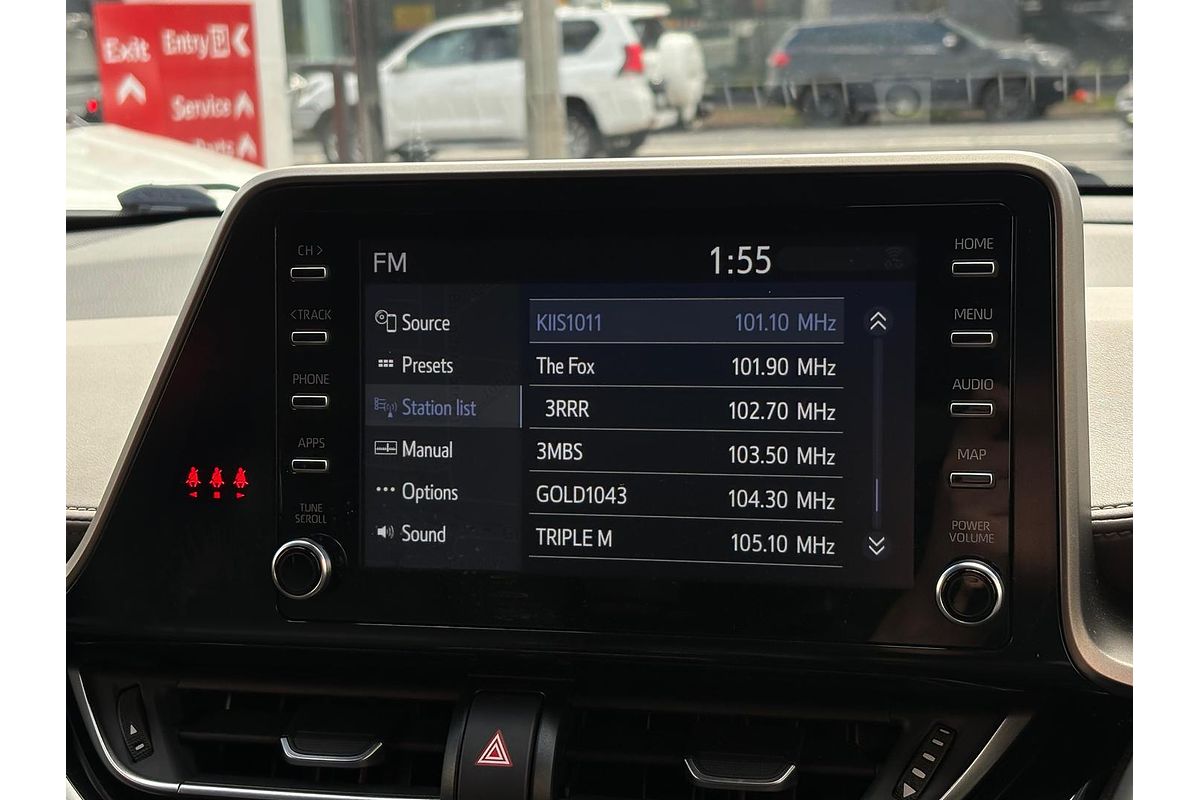 Exit
Entry P
Service
Parts
CH >
<TRACK
PHONE
APPS
TUNE
SCROLL
FM
1:55
Source
Presets
Station list
Manual
Options
Sound
KIIS1011 101.10 MHz
The Fox 101.90 MHz
3RRR 102.70 MHz
3MBS 103.50 MHz
GOLD1043 104.30 MHz
TRIPLE M 105.10 MHz
HOME
MENU
AUDIO
MAP
POWER
VOLUME